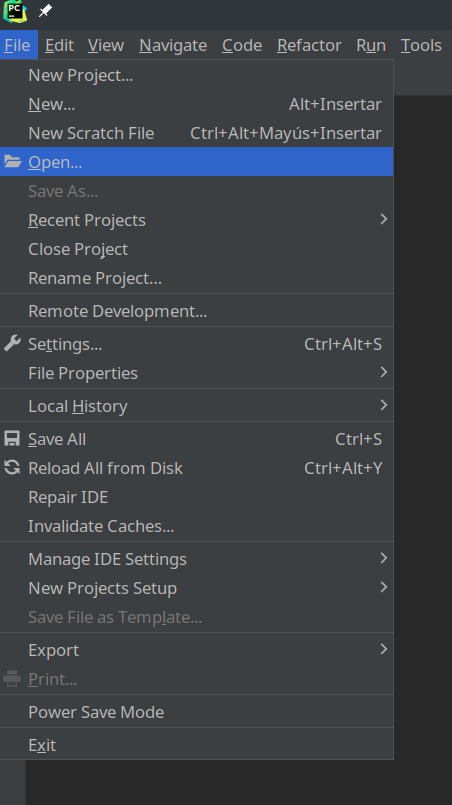 PC
File Edit View Navigate Code Refactor Run Tools
New Project...
New... Alt+Insertar
New Scratch File Ctrl+Alt+Mayús+Insertar
Open...
Save As...
Recent Projects
Close Project
Rename Project...
Remote Development...
Settings... Ctrl+Alt+S
File Properties
Local History
Save All Ctrl+S
Reload All from Disk Ctrl+Alt+Y
Repair IDE
Invalidate Caches...
Manage IDE Settings
New Projects Setup
Save File as Template...
Export
Print...
Power Save Mode
Exit